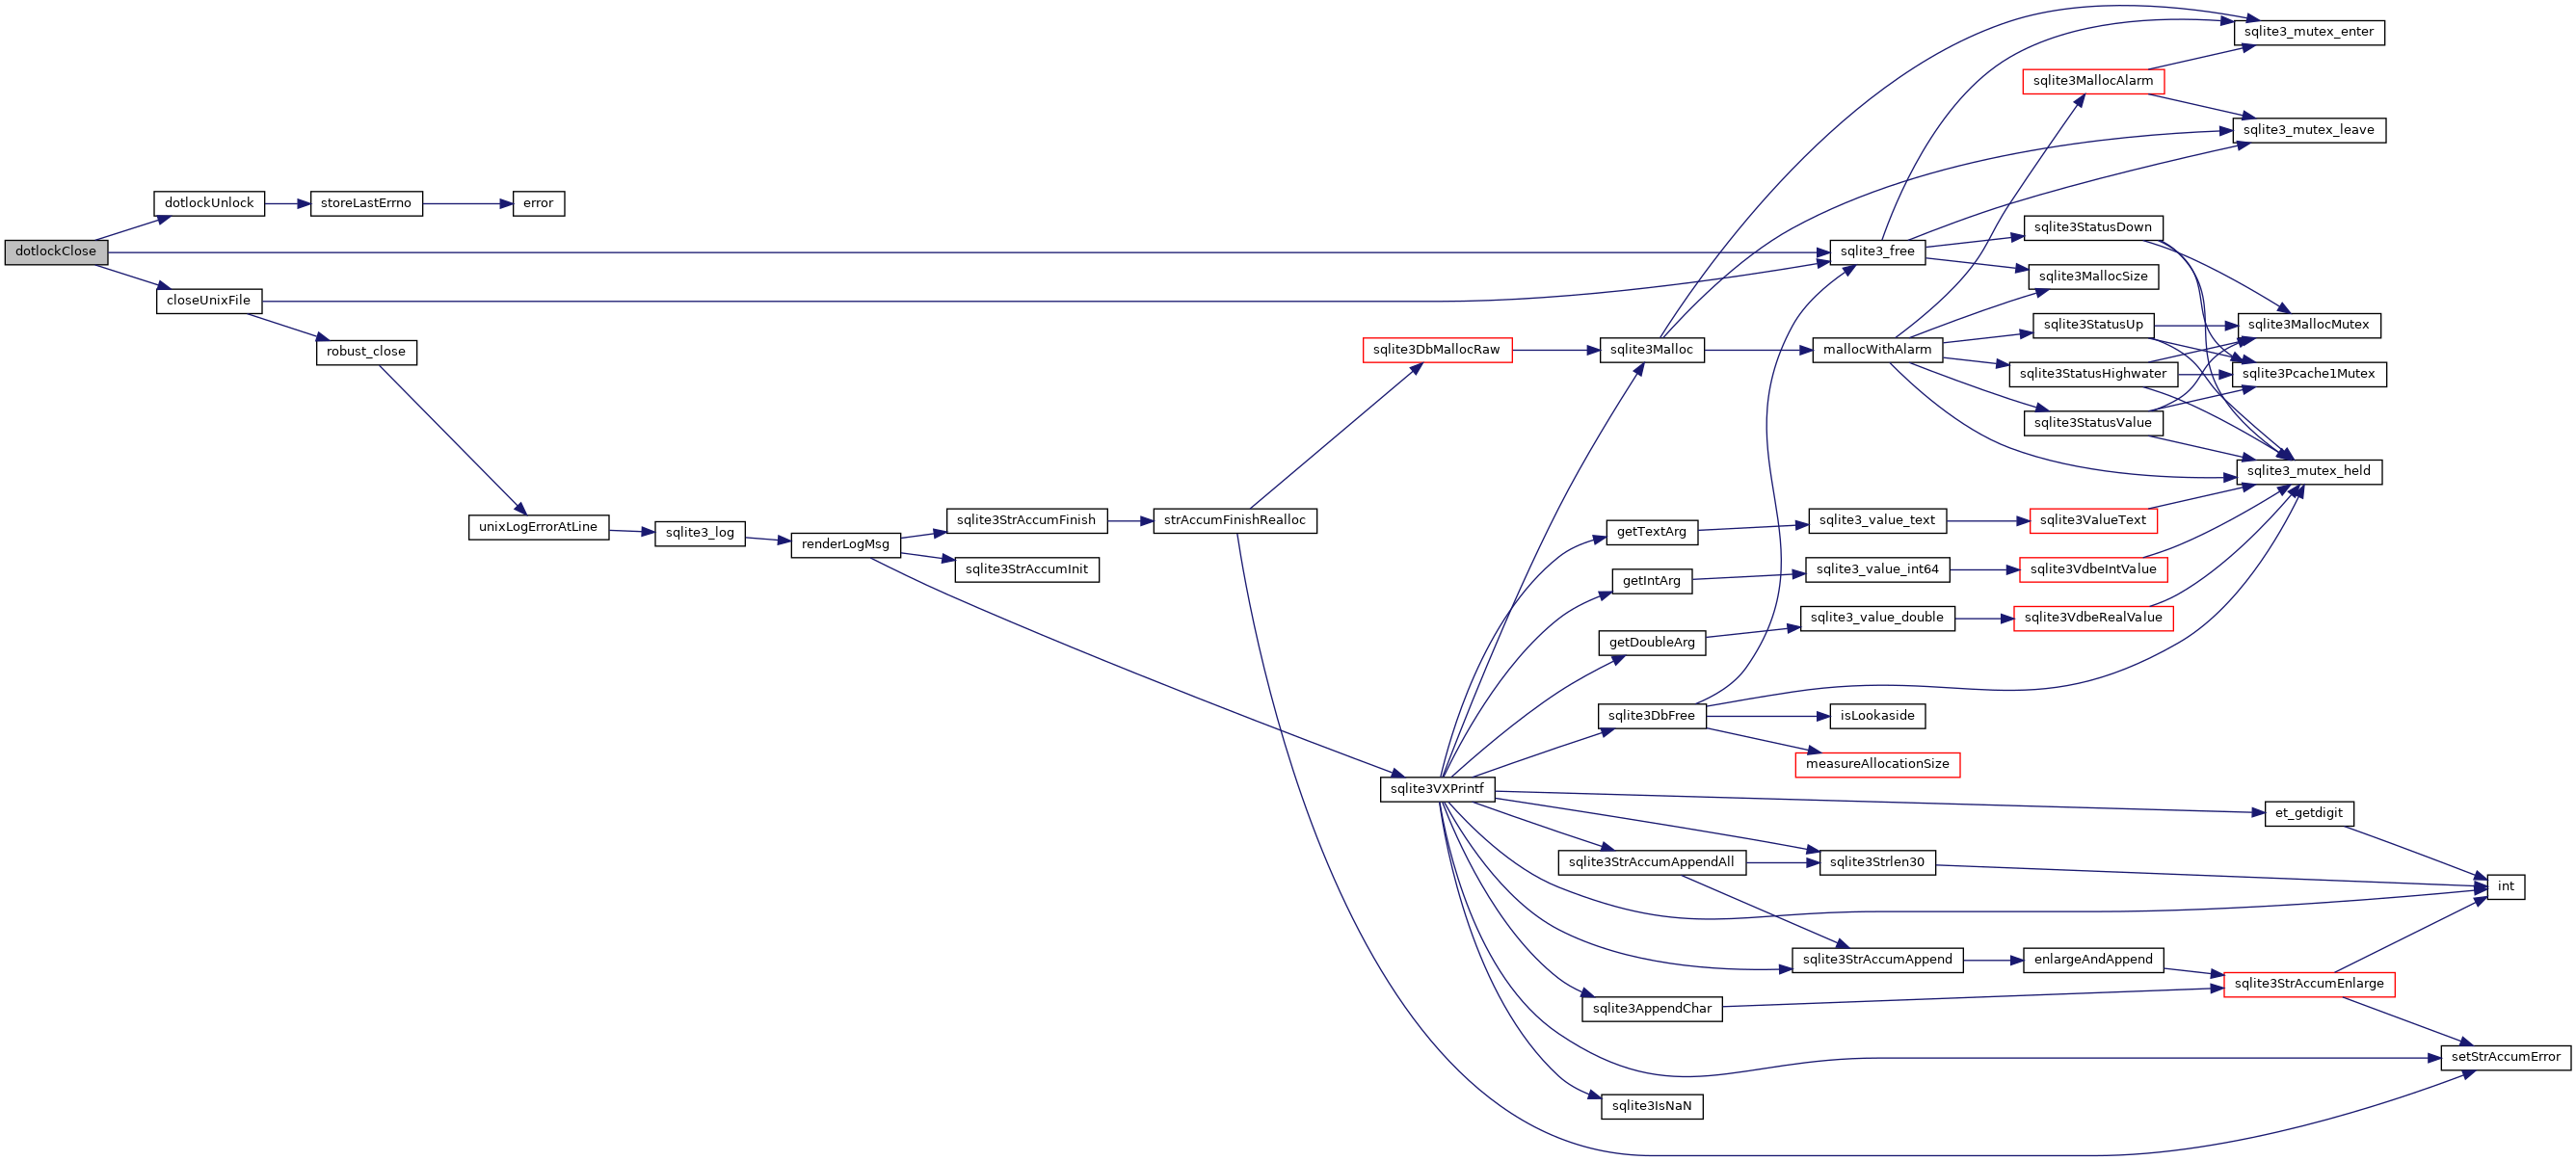 sqlite3_mutex_enter
sqlite3MallocAlarm
sqlite3_mutex_leave
dotlockUnlock
storeLastErrno
error
sqlite3StatusDown
dotlockClose
sqlite3_free
sqlite3MallocSize
closeUnixFile
sqlite3StatusUp
sqlite3MallocMutex
robust_close
sqlite3DbMallocRaw
sqlite3Malloc
mallocWithAlarm
sqlite3StatusHighwater
sqlite3Pcache1Mutex
sqlite3StatusValue
sqlite3_mutex_held
unixLogErrorAtLine
sqlite3_log
renderLogMsg
sqlite3StrAccumFinish
strAccumFinishRealloc
getTextArg
sqlite3_value_text
sqlite3ValueText
sqlite3StrAccumInit
getIntArg
sqlite3_value_int64
sqlite3VdbeIntValue
getDoubleArg
sqlite3_value_double
sqlite3VdbeRealValue
sqlite3DbFree
isLookaside
measureAllocationSize
sqlite3VXPrintf
et_getdigit
sqlite3StrAccumAppendAll
sqlite3Strlen30
int
sqlite3StrAccumAppend
enlargeAndAppend
sqlite3StrAccumEnlarge
sqlite3AppendChar
setStrAccumError
sqlite3IsNaN